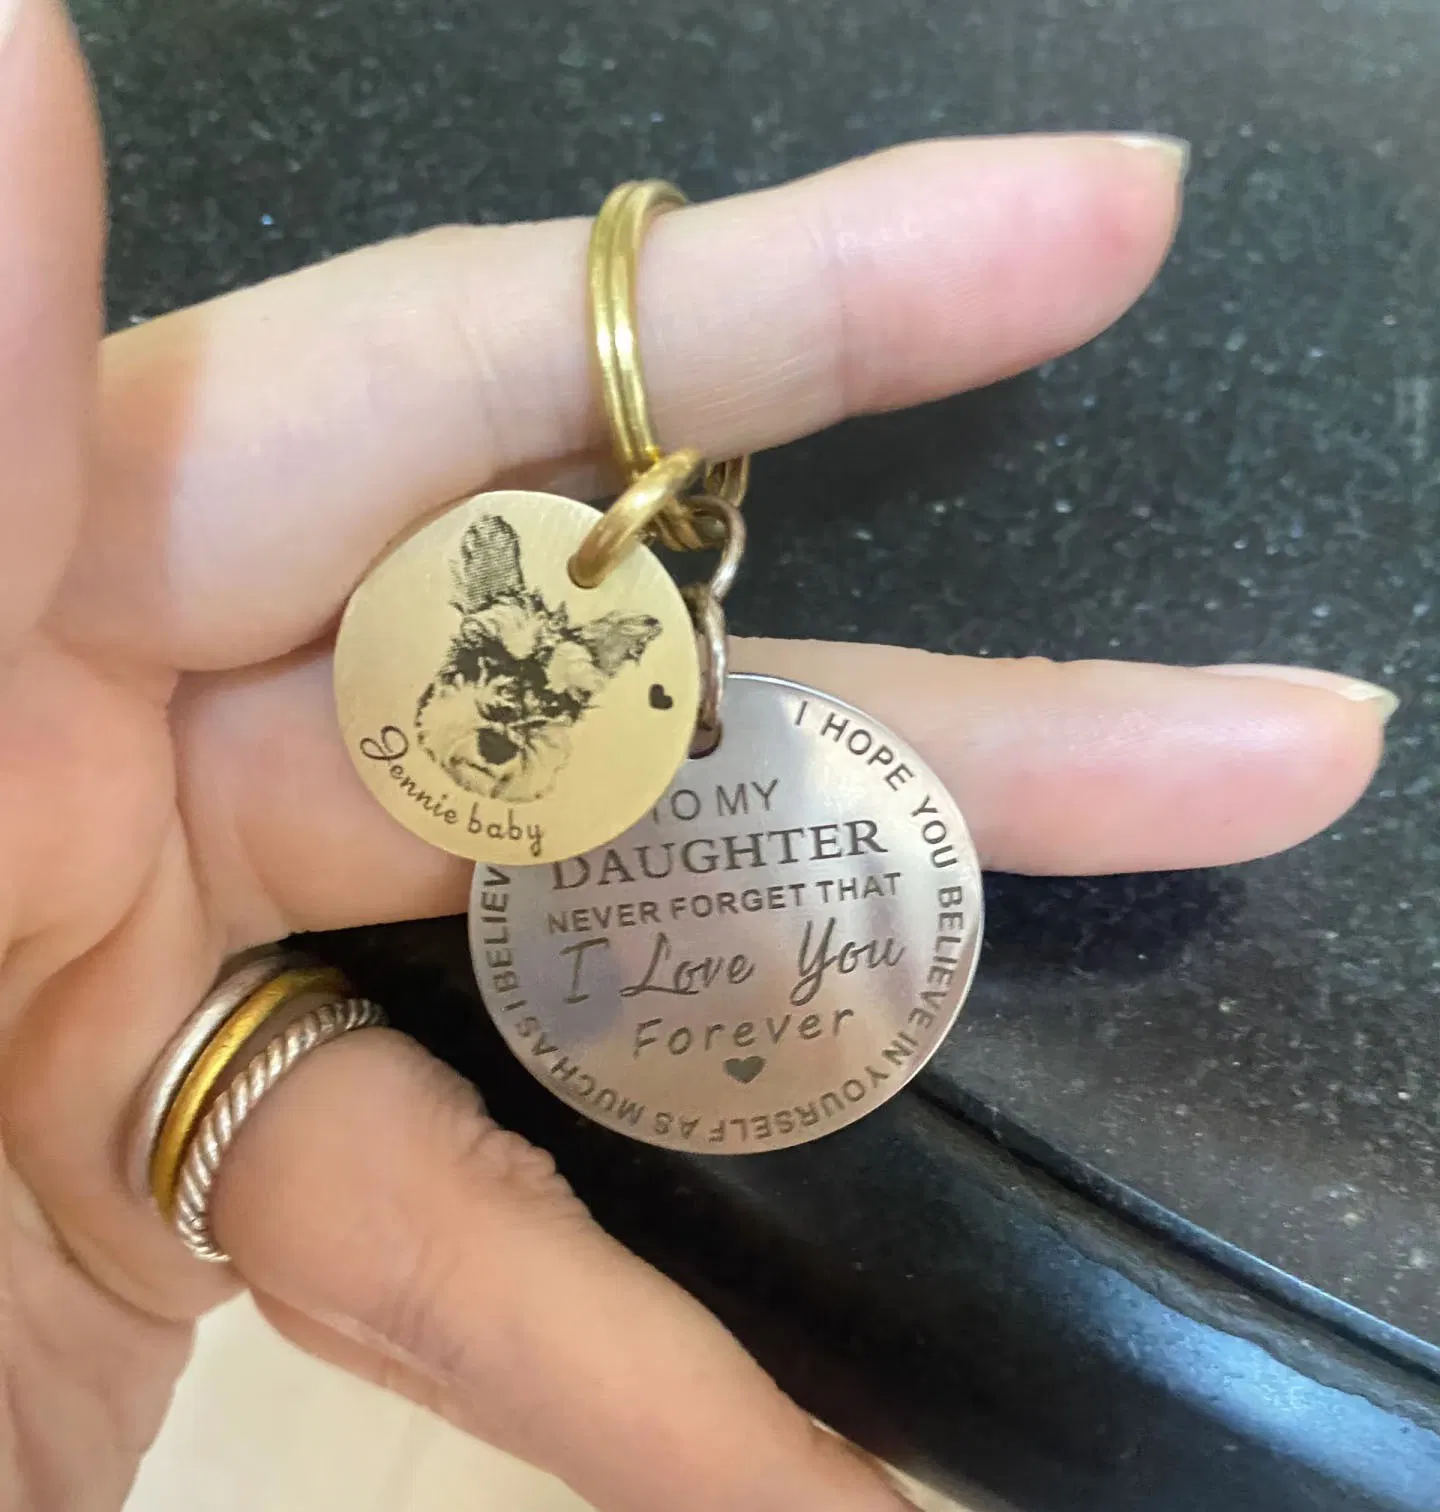 Jennie baby
TO MY
DAUGHTER
NEVER FORGET THAT
I Love You
Forever
I HOPE YOU BELIEVE IN YOURSELF AS MUCH AS I BELIEV